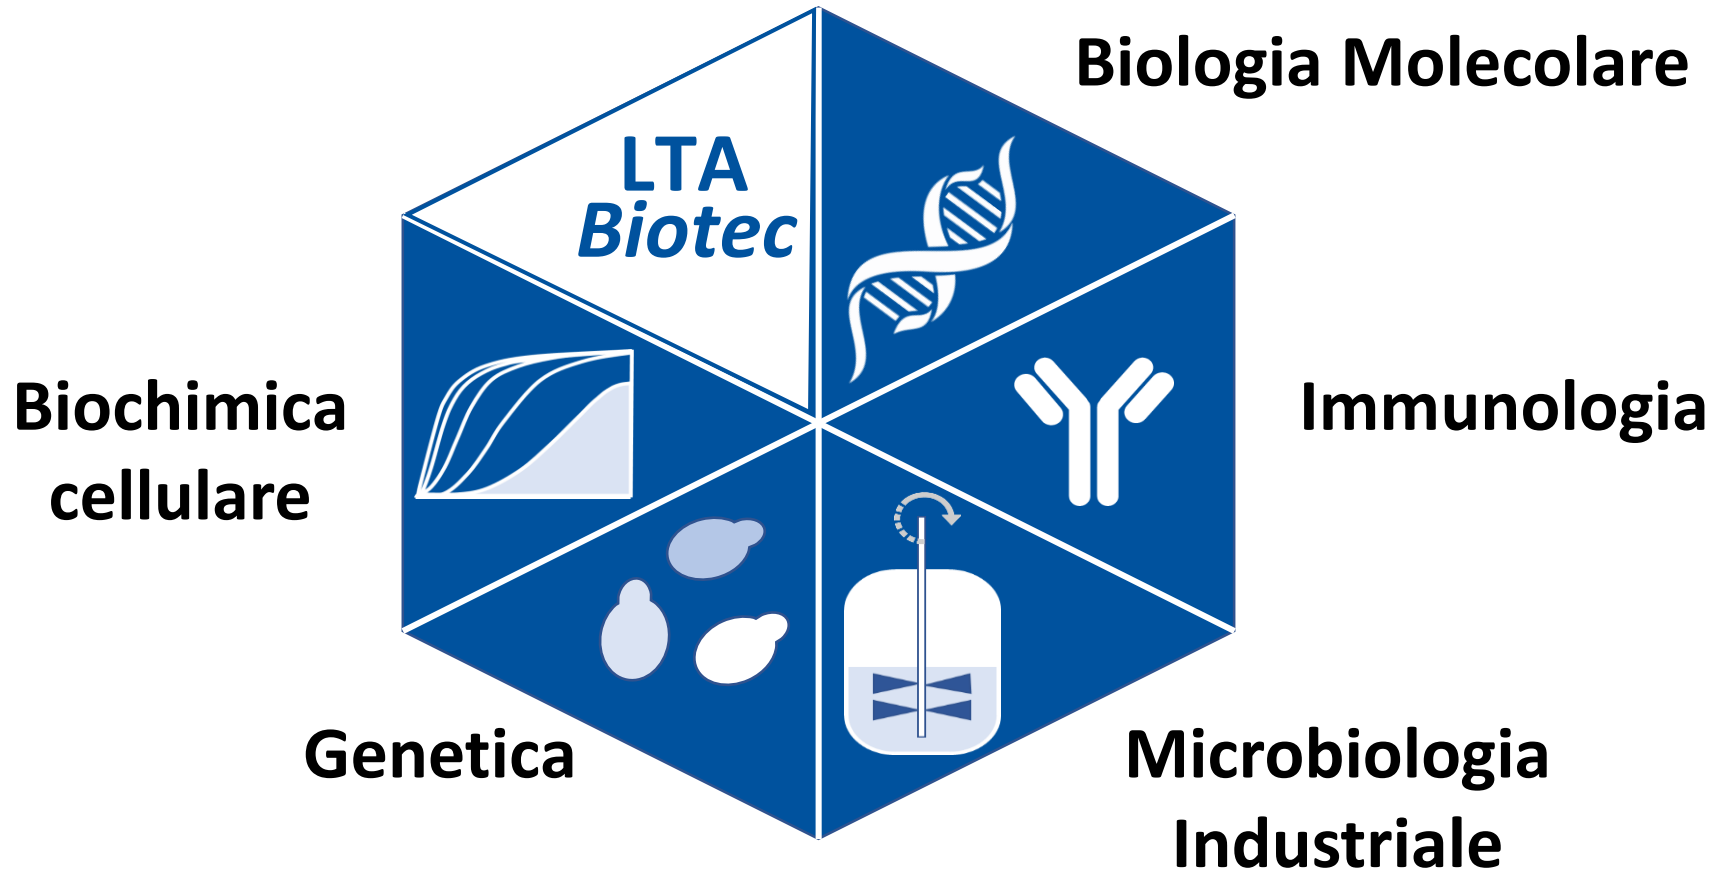 LTA
Biotec
Biologia Molecolare
Immunologia
Microbiologia
Industriale
Genetica
Biochimica
cellulare